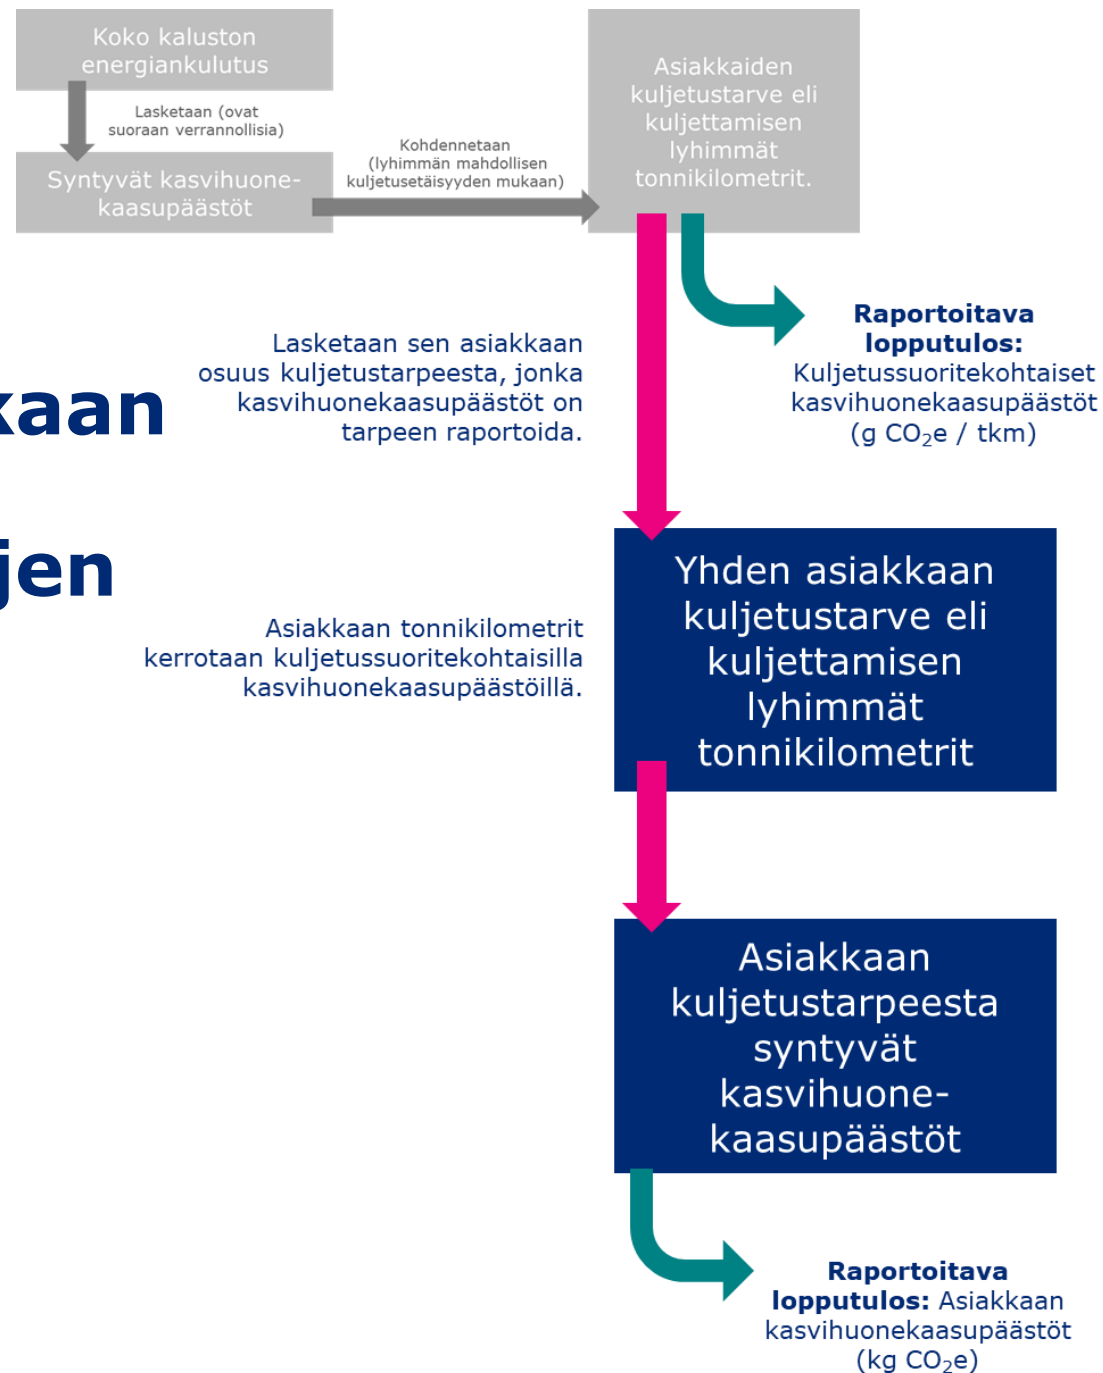 Koko kaluston
energiankulutus
Lasketaan (ovat
suoraan verrannollisia)
Syntyvät kasvihuone-
kaasupäästöt
Kohdennetaan
(lyhimmän mahdollisen
kuljetusetäisyyden mukaan)
Asiakkaiden
kuljetustarve eli
kuljettamisen
lyhimmät
tonnikilometrit.
Raportoitava
lopputulos:
Kuljetussuoritekohtaiset
kasvihuonekaasupäästöt
(g CO₂e / tkm)
Lasketaan sen asiakkaan
osuus kuljetustarpeesta, jonka
kasvihuonekaasupäästöt on
tarpeen raportoida.
kaan
jen
Yhden asiakkaan
kuljetustarve eli
kuljettamisen
lyhimmät
tonnikilometrit
Asiakkaan tonnikilometrit
kerrotaan kuljetussuoritekohtaisilla
kasvihuonekaasupäästöillä.
Asiakkaan
kuljetustarpeesta
syntyvät
kasvihuone-
kaasupäästöt
Raportoitava
lopputulos: Asiakkaan
kasvihuonekaasupäästöt
(kg CO₂e)